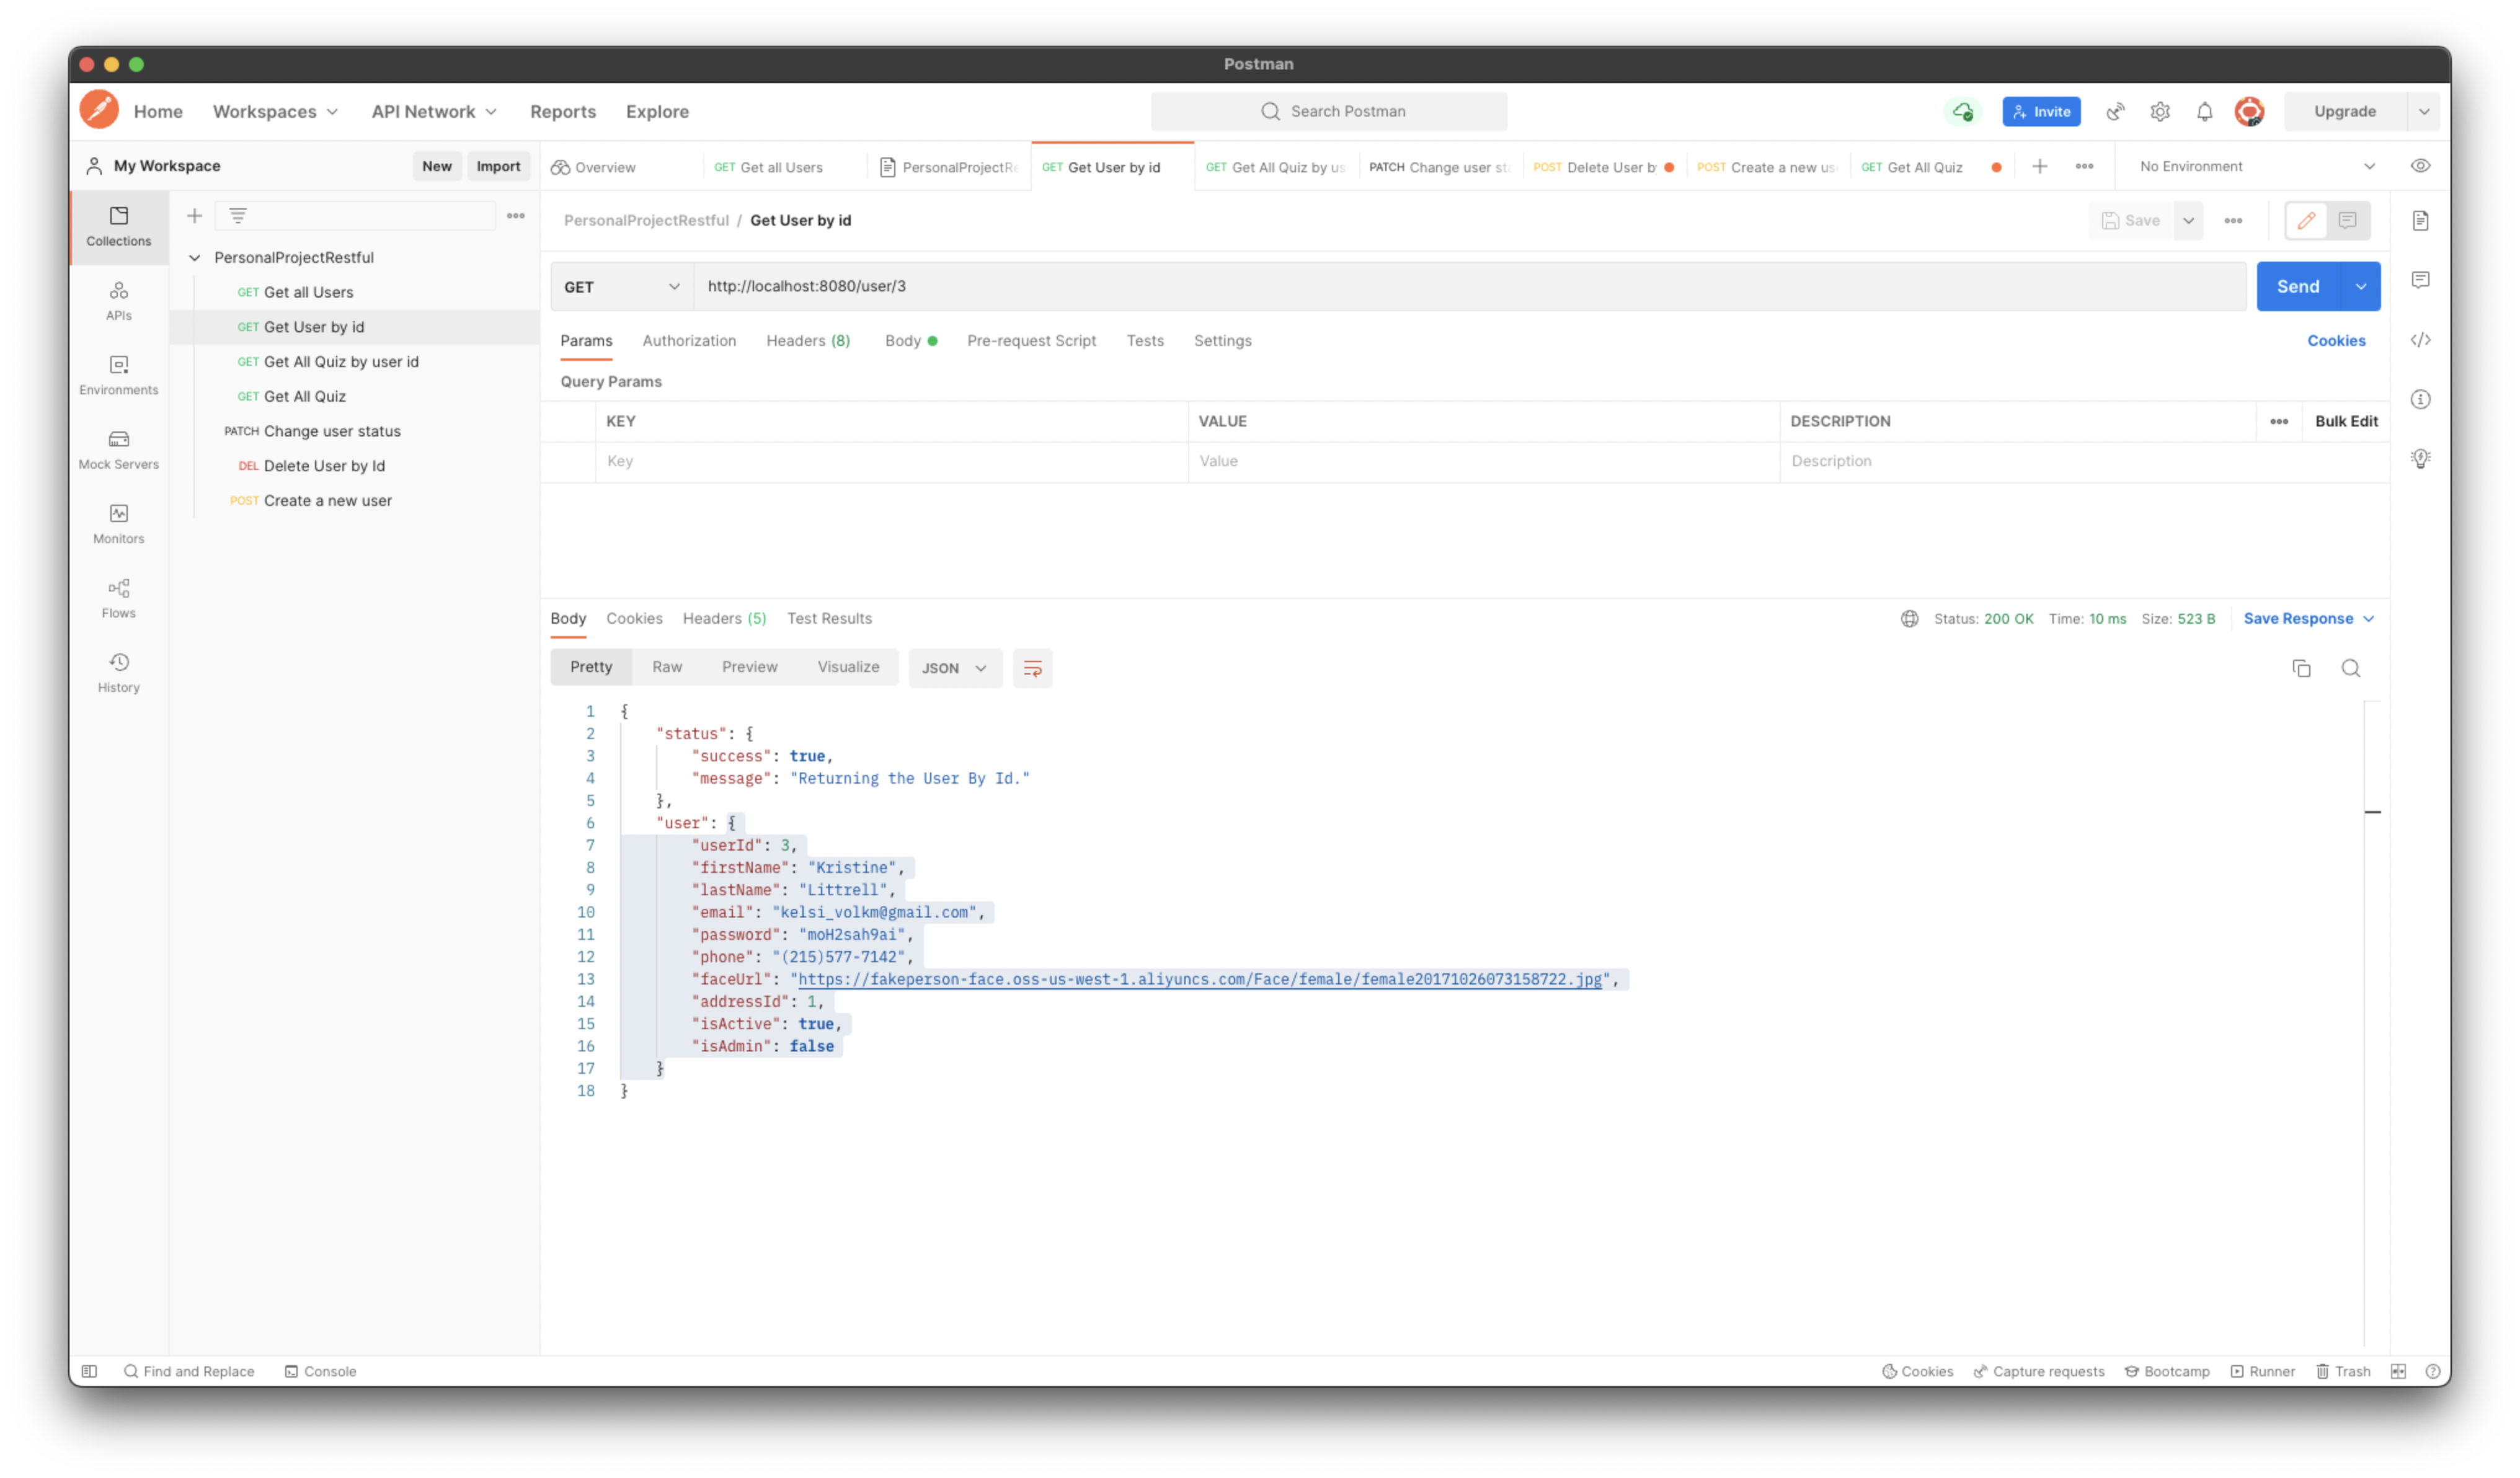 Postman
Home Workspaces API Network Reports Explore Search Postman Invite Upgrade
My Workspace New Import Overview GET Get all Users PersonalProjectRe GET Get User by id GET Get All Quiz by us PATCH Change user sta POST Delete User b POST Create a new us GET Get All Quiz No Environment
Collections
APIs
Environments
Mock Servers
Monitors
Flows
History
PersonalProjectRestful
GET Get all Users
GET Get User by id
GET Get All Quiz by user id
GET Get All Quiz
PATCH Change user status
DEL Delete User by Id
POST Create a new user
PersonalProjectRestful / Get User by id Save
GET http://localhost:8080/user/3 Send
Params Authorization Headers (8) Body Pre-request Script Tests Settings Cookies
Query Params
KEY VALUE DESCRIPTION Bulk Edit
Key Value Description
Body Cookies Headers (5) Test Results Status: 200 OK Time: 10 ms Size: 523 B Save Response
Pretty Raw Preview Visualize JSON
1 {
2 "status": {
3 "success": true,
4 "message": "Returning the User By Id."
5 },
6 "user": {
7 "userId": 3,
8 "firstName": "Kristine",
9 "lastName": "Littrell",
10 "email": "kelsi_volkm@gmail.com",
11 "password": "moH2sah9ai",
12 "phone": "(215)577-7142",
13 "faceUrl": "https://fakeperson-face.oss-us-west-1.aliyuncs.com/Face/female/female20171026073158722.jpg",
14 "addressId": 1,
15 "isActive": true,
16 "isAdmin": false
17 }
18 }
Find and Replace Console Cookies Capture requests Bootcamp Runner Trash